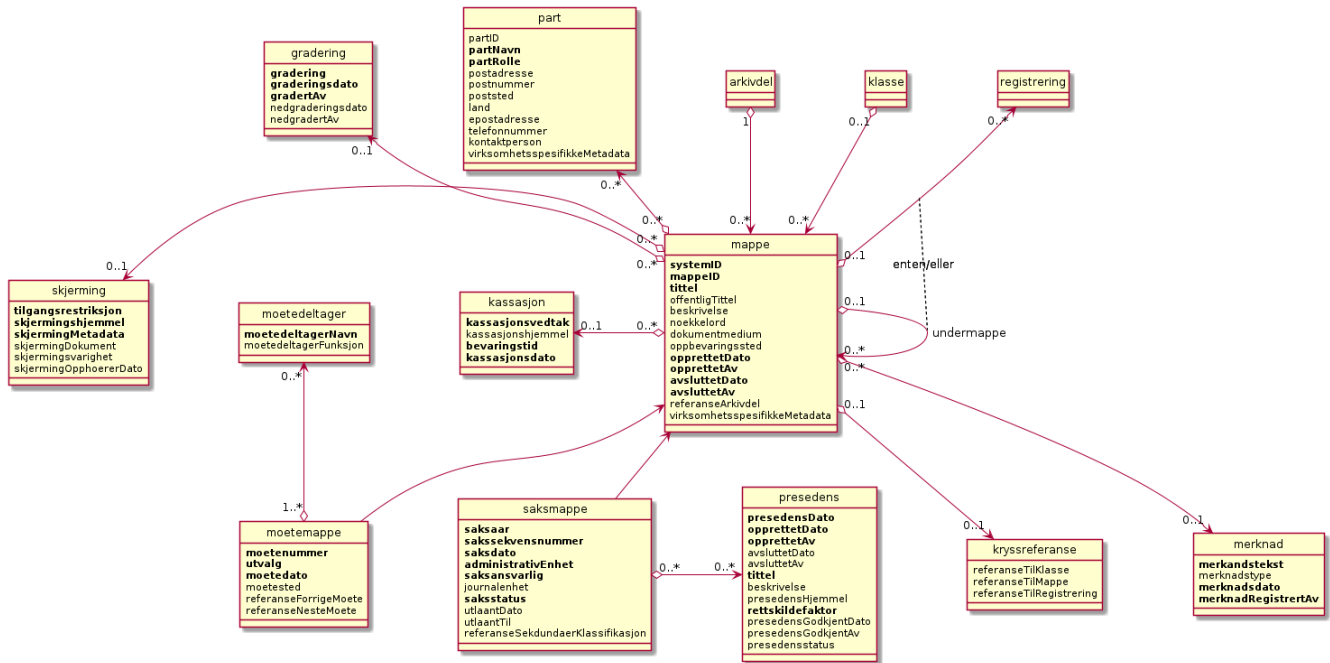 part
partID
partNavn
partRolle
postadresse
postnummer
poststed
land
epostadresse
telefonnummer
kontaktperson
virksomhetsspesifikkeMetadata
gradering
gradering
graderingsdato
gradertAv
nedgraderingsdato
nedgradertAv
arkivdel
klasse
registrering
0..1
0..*
1
0..1
0..*
0..*
0..*
0..*
0..*
0..*
0..1
enten/eller
0..1
mappe
systemID
mappeID
tittel
offentligTittel
beskrivelse
noekkelord
dokumentmedium
oppbevaringssted
opprettetDato
opprettetAv
avsluttetDato
avsluttetAv
referanseArkivdel
virksomhetsspesifikkeMetadata
0..1
undermappe
0..*
0..*
0..1
skjerming
tilgangsrestriksjon
skjermingshjemmel
skjermingMetadata
skjermingDokument
skjermingsvarighet
skjermingOpphoererDato
moetedeltager
moetedeltagerNavn
moetedeltagerFunksjon
0..*
kassasjon
kassasjonsvedtak
kassasjonshjemmel
bevaringstid
kassasjonsdato
0..1
0..*
1..*
moetemappe
moetenummer
utvalg
moetedato
moetested
referanseForrigeMoete
referanseNesteMoete
saksmappe
saksaar
sakssekvensnummer
saksdato
administrativEnhet
saksansvarlig
journalenhet
saksstatus
utlaantDato
utlaantTil
referanseSekdundaerKlassifikasjon
0..*
0..*
presedens
presedensDato
opprettetDato
opprettetAv
avsluttetDato
avsluttetAv
tittel
beskrivelse
presedensHjemmel
rettskildefaktor
presedensGodkjentDato
presedensGodkjentAv
presedensstatus
0..1
kryssreferanse
referanseTilKlasse
referanseTilMappe
referanseTilRegistrering
0..1
merknad
merknadstekst
merknadstype
merknadsdato
merknadRegistrertAv